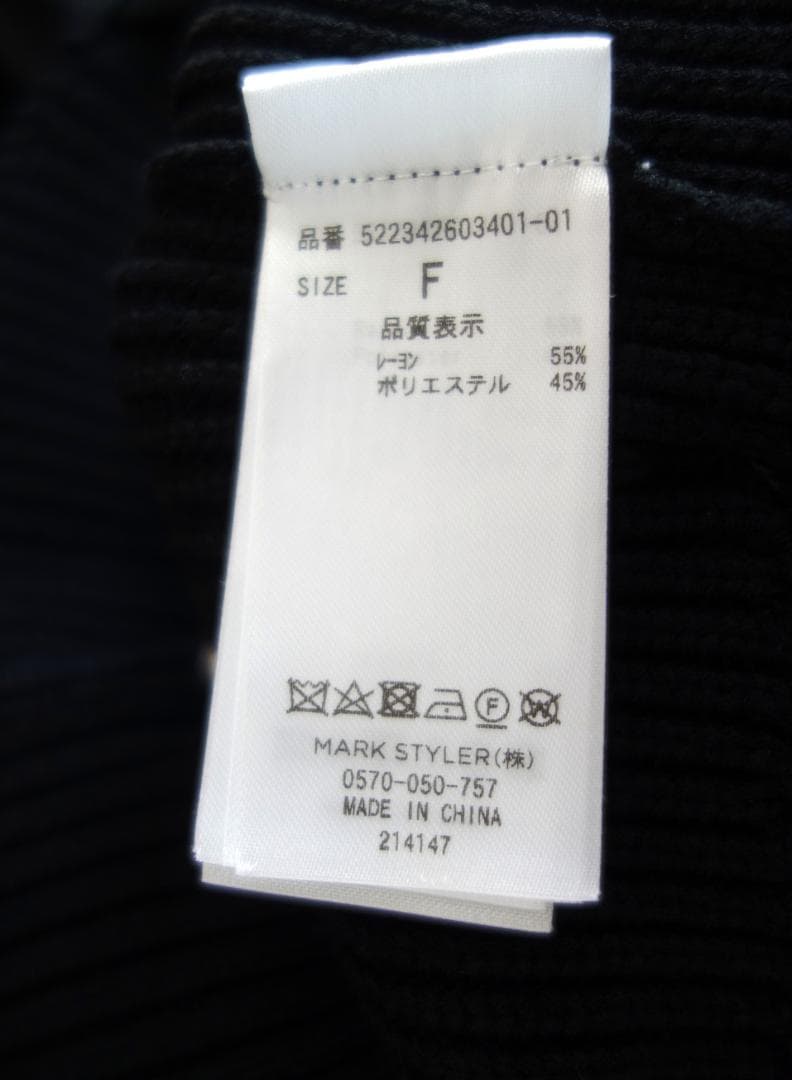 品番 522342603401-01
SIZE F
品質表示
レーヨン 55%
ポリエステル 45%
F W
MARK STYLER(株)
0570-050-757
MADE IN CHINA
214147